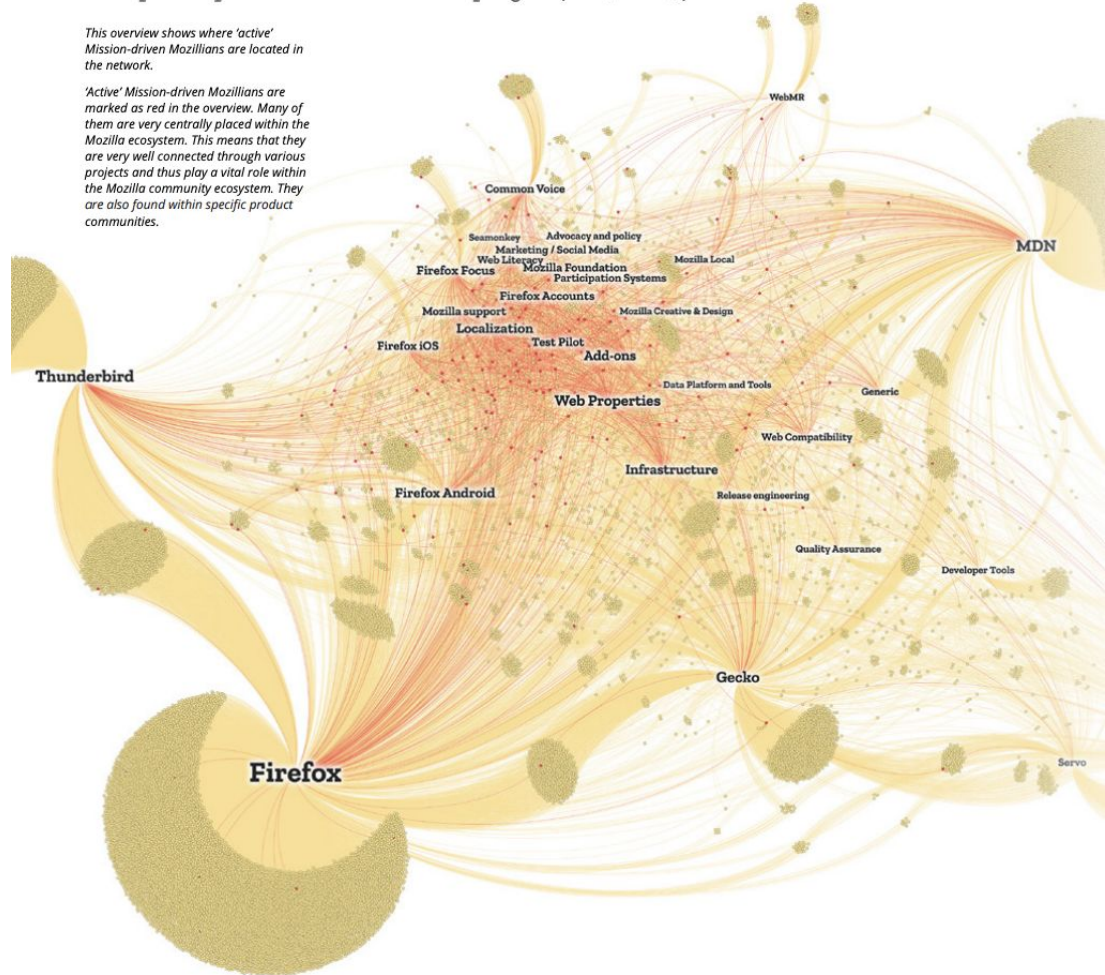 This overview shows where ‘active’
Mission-driven Mozillians are located in
the network.
‘Active’ Mission-driven Mozillians are
marked as red in the overview. Many of
them are very centrally placed within the
Mozilla ecosystem. This means that they
are very well connected through various
projects and thus play a vital role within
the Mozilla community ecosystem. They
are also found within specific product
communities.
WebMR
Common Voice
MDN
Seamonkey
Advocacy and policy
Marketing / Social Media
Web Literacy
Mozilla Local
Firefox Focus
Mozilla Foundation
Participation Systems
Firefox Accounts
Mozilla support
Mozilla Creative & Design
Localization
Firefox iOS
Test Pilot
Add-ons
Thunderbird
Data Platform and Tools
Generic
Web Properties
Web Compatibility
Infrastructure
Firefox Android
Release engineering
Quality Assurance
Developer Tools
Gecko
Firefox
Servo